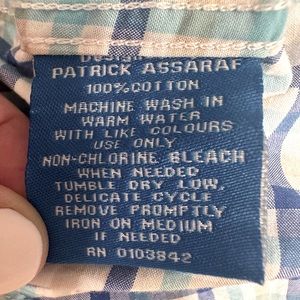 PATRICK ASSARAF
100% COTTON
MACHINE WASH IN
WARM WATER
WITH LIKE COLOURS
USE ONLY
NON-CHLORINE BLEACH
WHEN NEEDED
TUMBLE DRY LOW,
DELICATE CYCLE
REMOVE PROMPTLY
IRON ON MEDIUM
IF NEEDED
RN 0103842